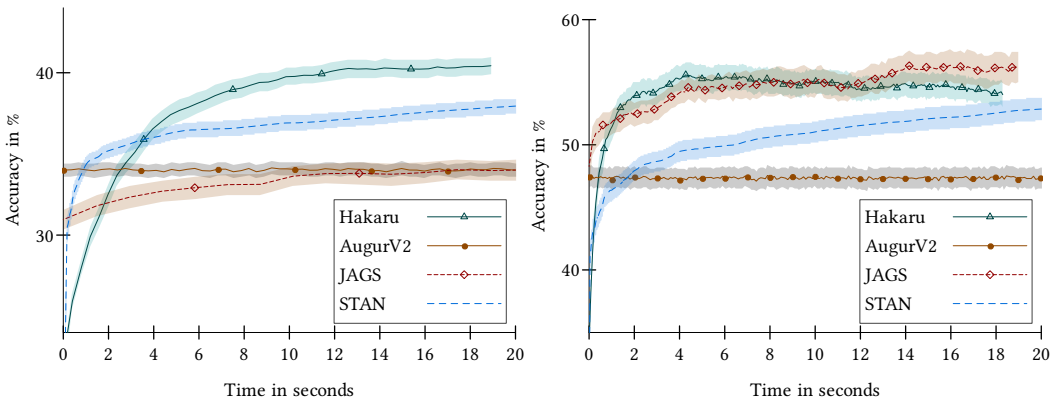 40
30
Accuracy in %
0 2 4 6 8 10 12 14 16 18 20
Time in seconds
Hakaru
AugurV2
JAGS
STAN
60
50
40
Accuracy in %
0 2 4 6 8 10 12 14 16 18 20
Time in seconds
Hakaru
AugurV2
JAGS
STAN